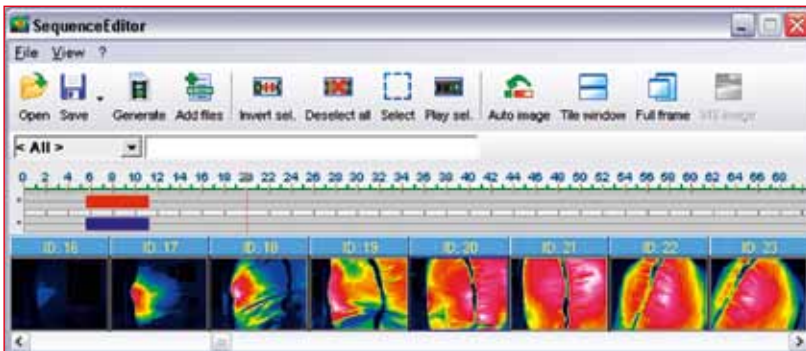 SequenceEditor
File View ?
Open Save Generate Add files Invert sel. Deselect all Select Play sel. Auto image Tile window Full frame
< All >
0 2 4 6 8 10 12 14 16 18 20 22 24 26 28 30 32 34 36 38 40 42 44 46 48 50 52 54 56 58 60 62 64 66 68
ID: 16 ID: 17 ID: 18 ID: 19 ID: 20 ID: 21 ID: 22 ID: 23